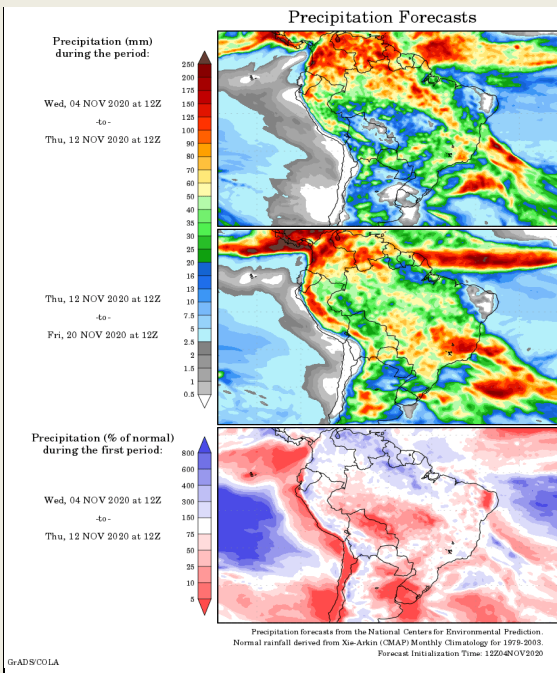 Precipitation Forecasts
Precipitation (mm)
during the period:
Wed, 04 NOV 2020 at 12Z
-to-
Thu, 12 NOV 2020 at 12Z
250
200
175
150
125
100
90
80
70
60
50
40
35
30
25
20
16
13
10
7.5
5
2.5
2
1.5
1
0.5
Thu, 12 NOV 2020 at 12Z
-to-
Fri, 20 NOV 2020 at 12Z
Precipitation (% of normal)
during the first period:
Wed, 04 NOV 2020 at 12Z
-to-
Thu, 12 NOV 2020 at 12Z
800
600
400
300
150
75
50
25
10
5
Precipitation forecasts from the National Centers for Environmental Prediction.
Normal rainfall derived from Xie-Arkin (CMAP) Monthly Climatology for 1979-2003.
Forecast Initialization Time: 12Z04NOV2020
GrADS/COLA